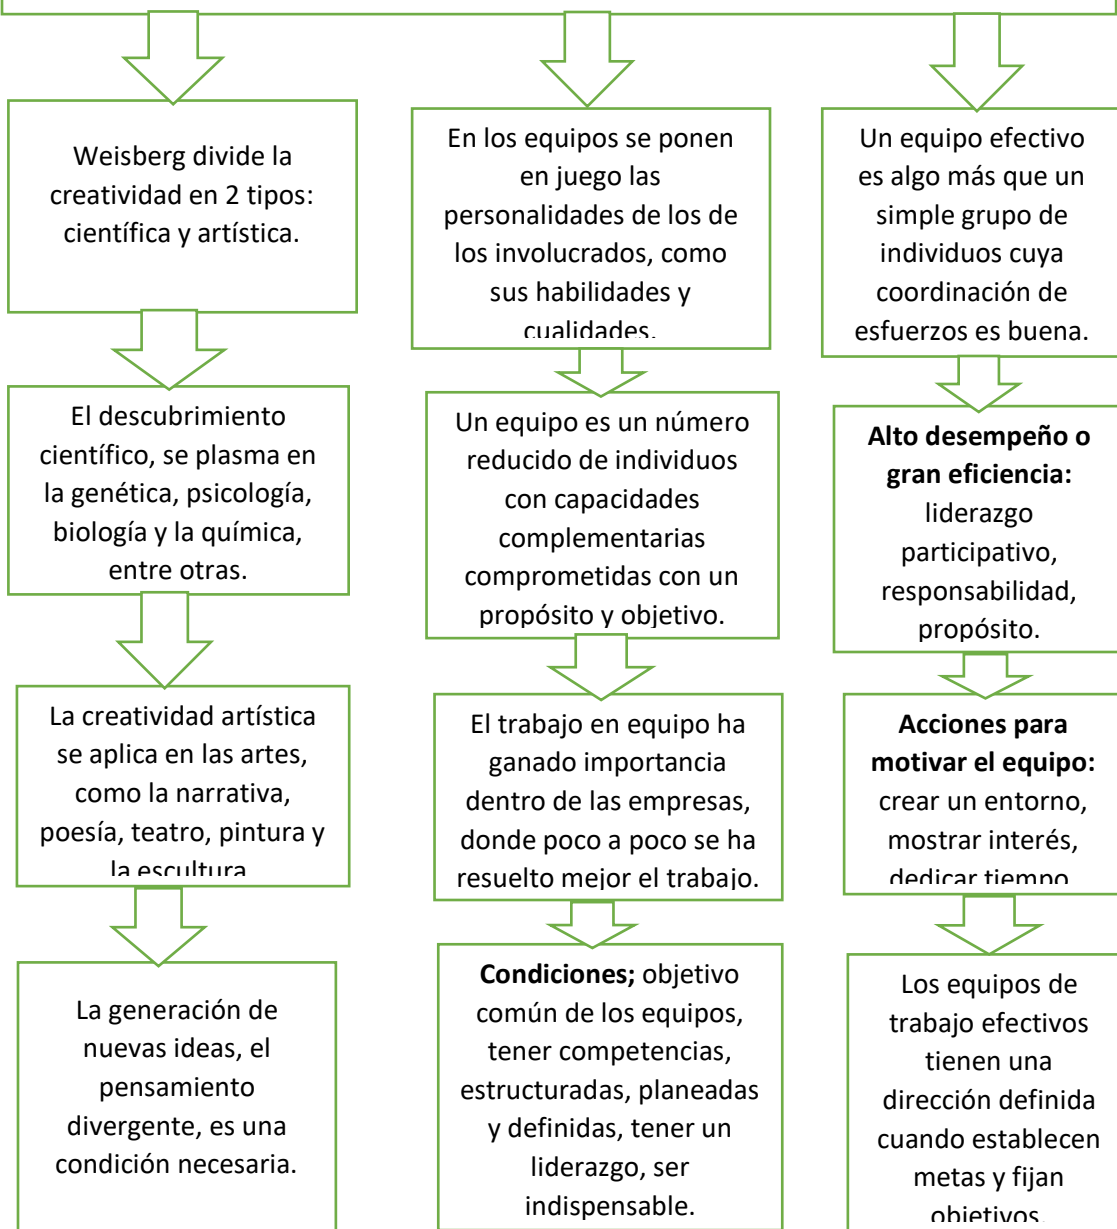 Weisberg divide la
creatividad en 2 tipos:
científica y artística.
El descubrimiento
científico, se plasma en
la genética, psicología,
biología y la química,
entre otras.
La creatividad artística
se aplica en las artes,
como la narrativa,
poesía, teatro, pintura y
la escultura
La generación de
nuevas ideas, el
pensamiento
divergente, es una
condición necesaria.
En los equipos se ponen
en juego las
personalidades de los de
los involucrados, como
sus habilidades y
cualidades.
Un equipo es un número
reducido de individuos
con capacidades
complementarias
comprometidas con un
propósito y objetivo.
El trabajo en equipo ha
ganado importancia
dentro de las empresas,
donde poco a poco se ha
resuelto mejor el trabajo.
Condiciones; objetivo
común de los equipos,
tener competencias,
estructuradas, planeadas
y definidas, tener un
liderazgo, ser
indispensable.
Un equipo efectivo
es algo más que un
simple grupo de
individuos cuya
coordinación de
esfuerzos es buena.
Alto desempeño o
gran eficiencia:
liderazgo
participativo,
responsabilidad,
propósito.
Acciones para
motivar el equipo:
crear un entorno,
mostrar interés,
dedicar tiempo
Los equipos de
trabajo efectivos
tienen una
dirección definida
cuando establecen
metas y fijan
objetivos.